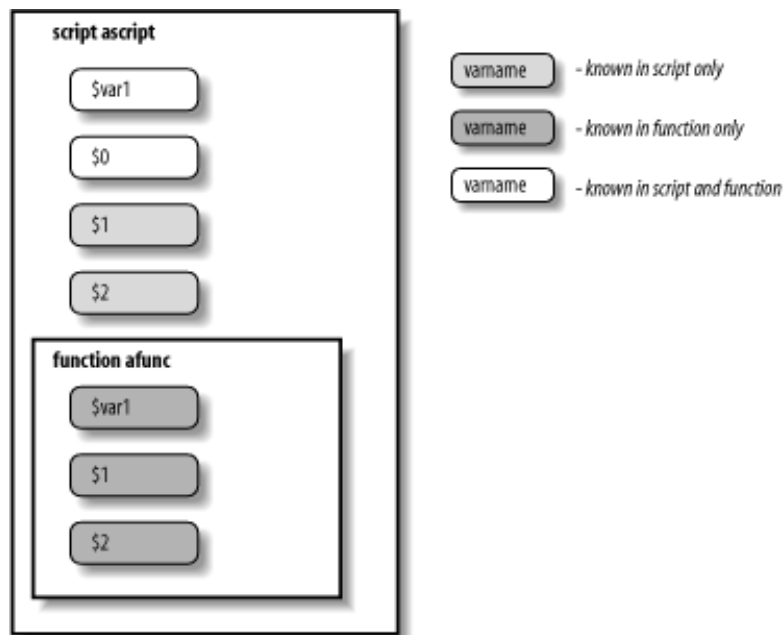 script ascript
$var1
$0
$1
$2
function afunc
$var1
$1
$2
varname - known in script only
varname - known in function only
varname - known in script and function